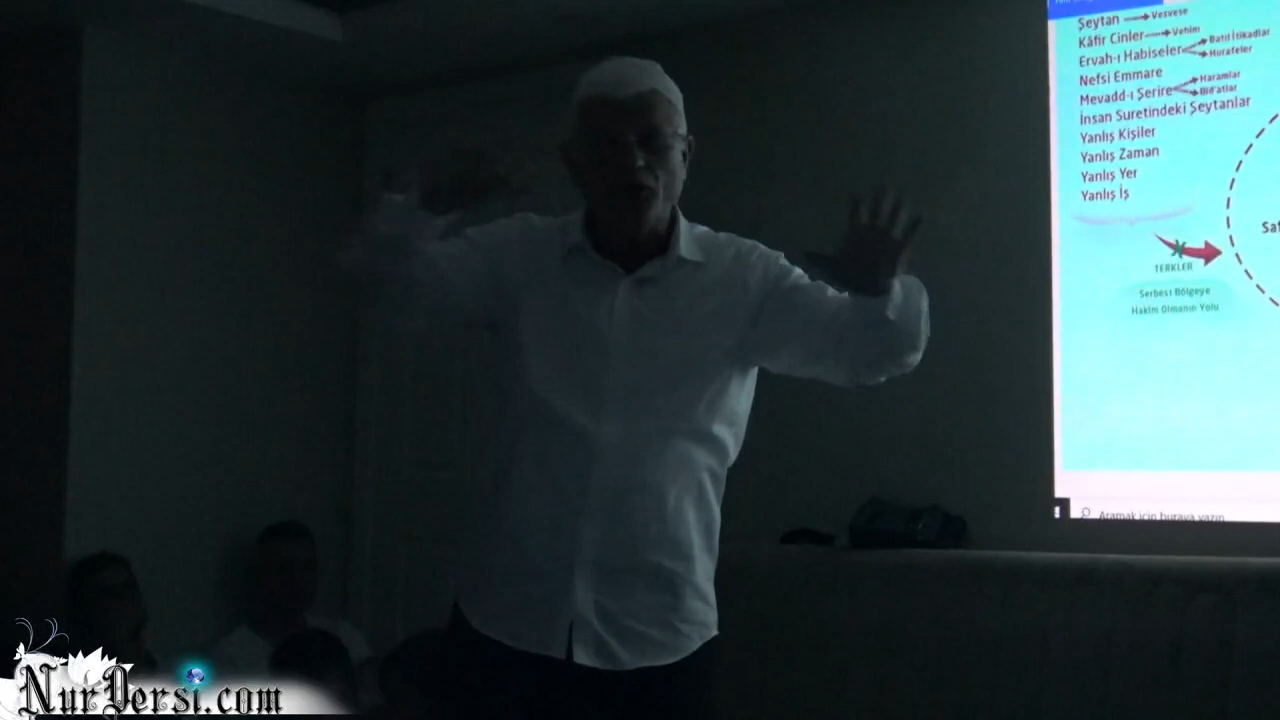 Şeytan → Vesvese
Kâfir Cinler → Vehim
Ervah-ı Habiseler → Batıl İtikadlar
→ Hurafeler
Nefsi Emmare
Mevadd-ı Şerire → Haramlar
→ Bid'atlar
İnsan Suretindeki Şeytanlar
Yanlış Kişiler
Yanlış Zaman
Yanlış Yer
Yanlış İş
TERKLER
Serbest Bölgeye
Hakim Olmanın Yolu
Aramak için buraya yazın
NurDersi.com